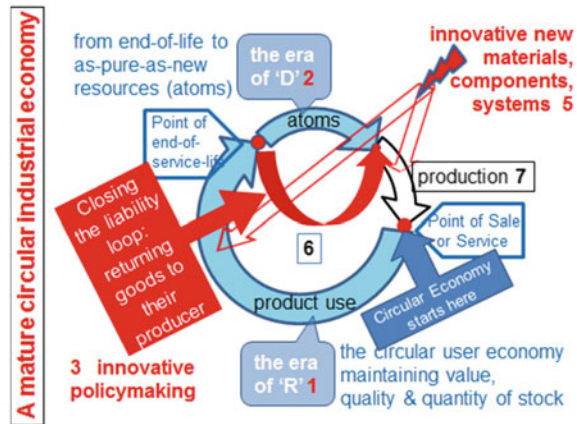 A mature circular industrial economy
from end-of-life to
as-pure-as-new
resources (atoms)
the era
of ‘D’ 2
innovative new
materials,
components,
systems 5
Point of
end-of-
service-life
atoms
production 7
Closing
the liability
loop:
returning
goods to
their
producer
6
Point of Sale
or Service
Circular Economy
starts here
product use
3 innovative
policymaking
the era
of ‘R’ 1
the circular user economy
maintaining value,
quality & quantity of stock